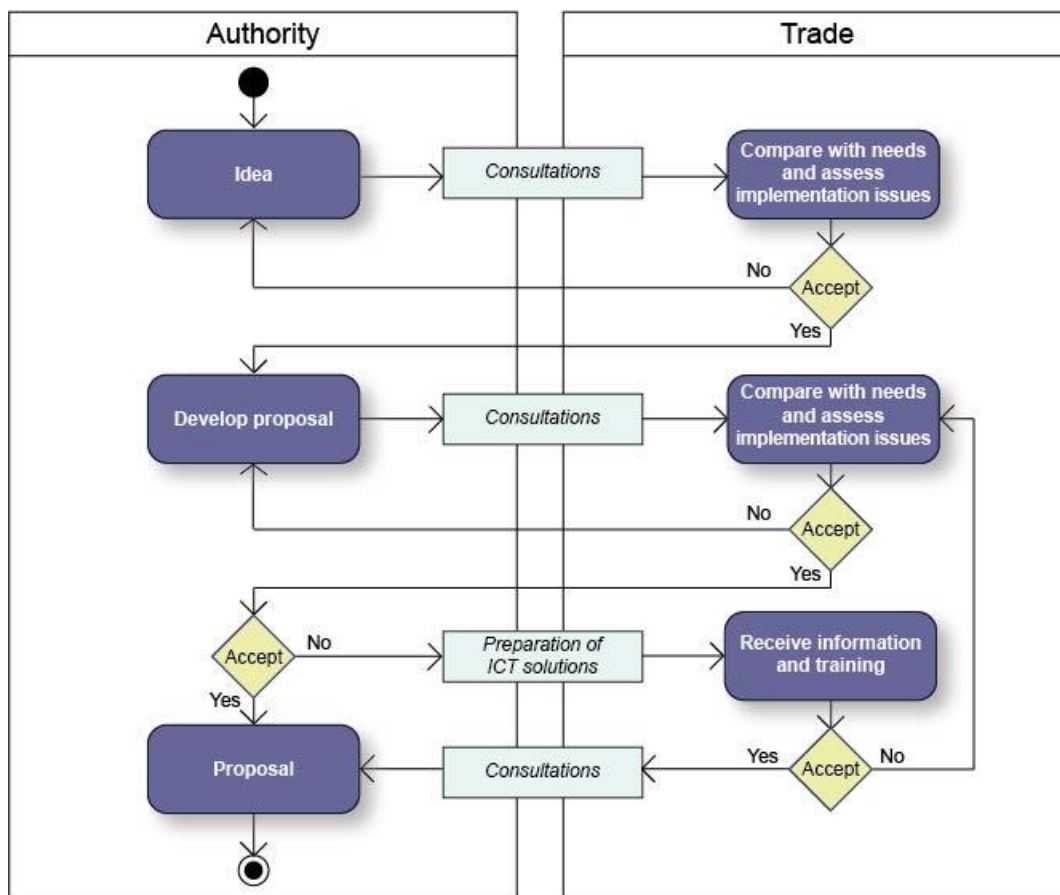 Authority
Trade
Idea
Consultations
Compare with needs
and assess
implementation issues
No
Accept
Yes
Develop proposal
Consultations
Compare with needs
and assess
implementation issues
No
Accept
Yes
Accept
No
Preparation of
ICT solutions
Receive information
and training
Yes
Proposal
Consultations
Yes
Accept
No